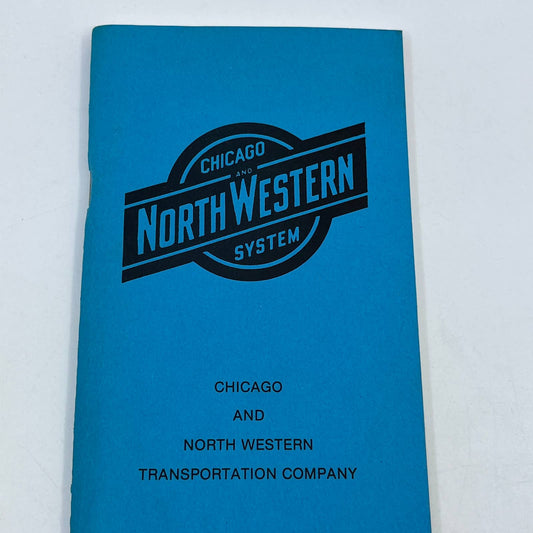 CHICAGO
AND
NORTH WESTERN
SYSTEM
CHICAGO
AND
NORTH WESTERN
TRANSPORTATION COMPANY